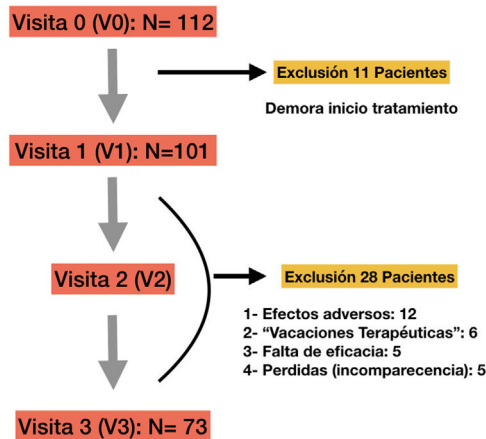 Visita 0 (V0): N= 112
Exclusión 11 Pacientes
Demora inicio tratamiento
Visita 1 (V1): N=101
Visita 2 (V2)
Exclusión 28 Pacientes
1- Efectos adversos: 12
2- “Vacaciones Terapéuticas”: 6
3- Falta de eficacia: 5
4- Perdidas (incomparecencia): 5
Visita 3 (V3): N= 73